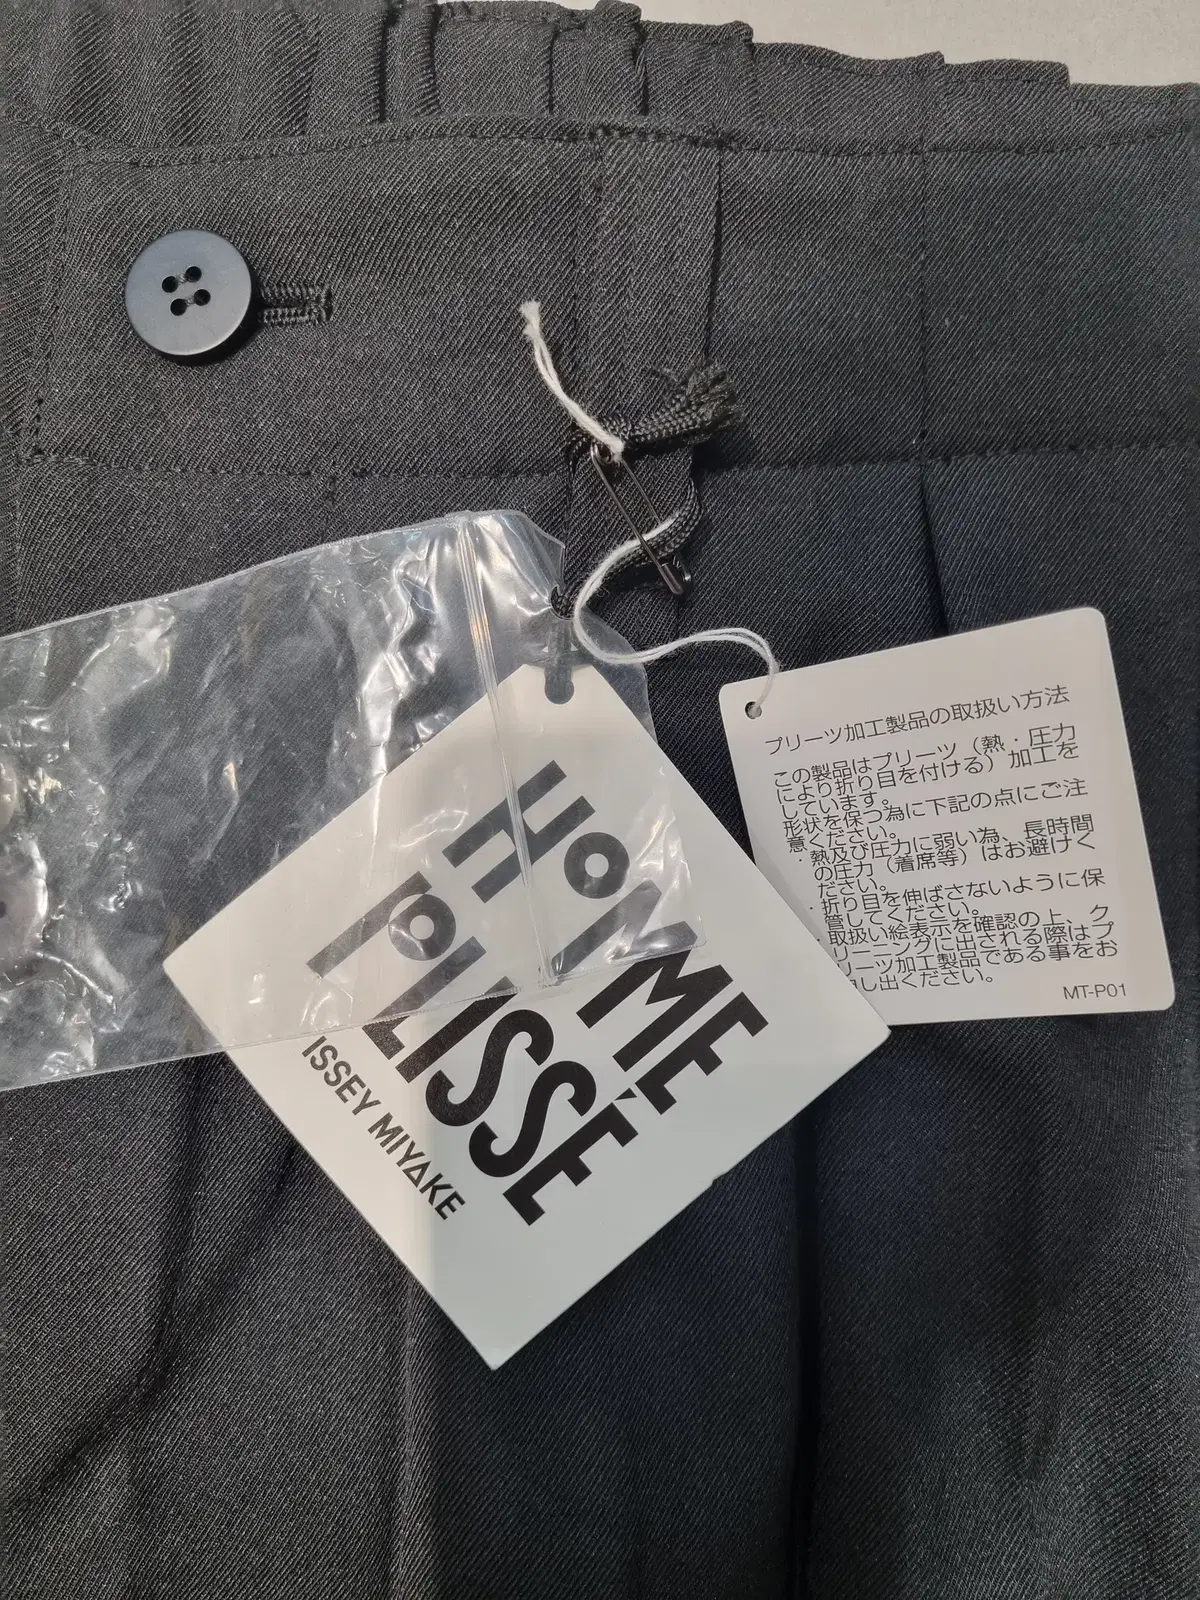 HOMME
PLISSÉ
ISSEY MIYAKE
プリーツ加工製品の取扱い方法
この製品はプリーツ（熱・圧力
により折り目を付ける）加工を
しています。
形状を保つ為に下記の点にご注
意ください。
・熱及び圧力に弱い為、長時間
の圧力（着席等）はお避けく
ださい。
・折り目を伸ばさないように保
管してください。
・取扱い絵表示を確認の上、ク
リーニングに出される際はプ
リーツ加工製品である事をお
し出ください。
MT-P01